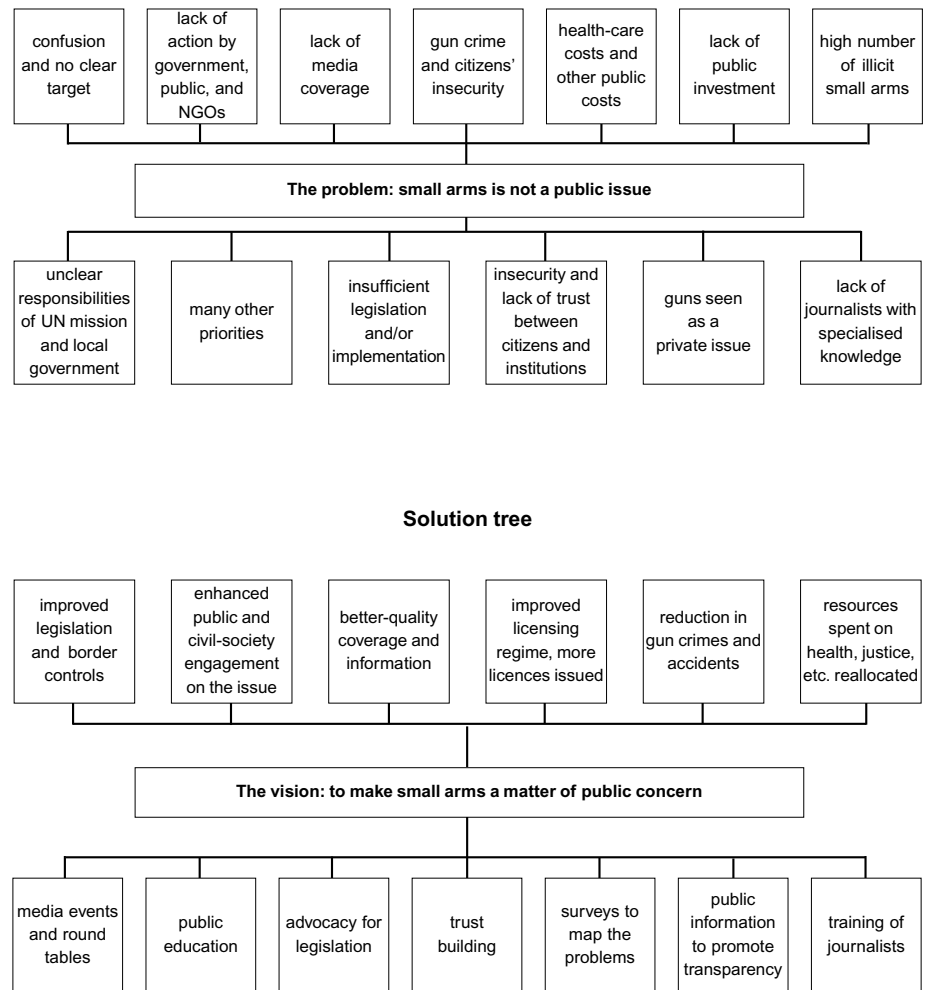 confusion
and no clear
target
lack of
action by
government,
public, and
NGOs
lack of
media
coverage
gun crime
and citizens’
insecurity
health-care
costs and
other public
costs
lack of
public
investment
high number
of illicit
small arms
The problem: small arms is not a public issue
unclear
responsibilities
of UN mission
and local
government
many other
priorities
insufficient
legislation
and/or
implementation
insecurity and
lack of trust
between
citizens and
institutions
guns seen
as a
private issue
lack of
journalists with
specialised
knowledge
Solution tree
improved
legislation
and border
controls
enhanced
public and
civil-society
engagement
on the issue
better-quality
coverage and
information
improved
licensing
regime, more
licences issued
reduction in
gun crimes and
accidents
resources
spent on
health, justice,
etc. reallocated
The vision: to make small arms a matter of public concern
media events
and round
tables
public
education
advocacy for
legislation
trust
building
surveys to
map the
problems
public
information
to promote
transparency
training of
journalists